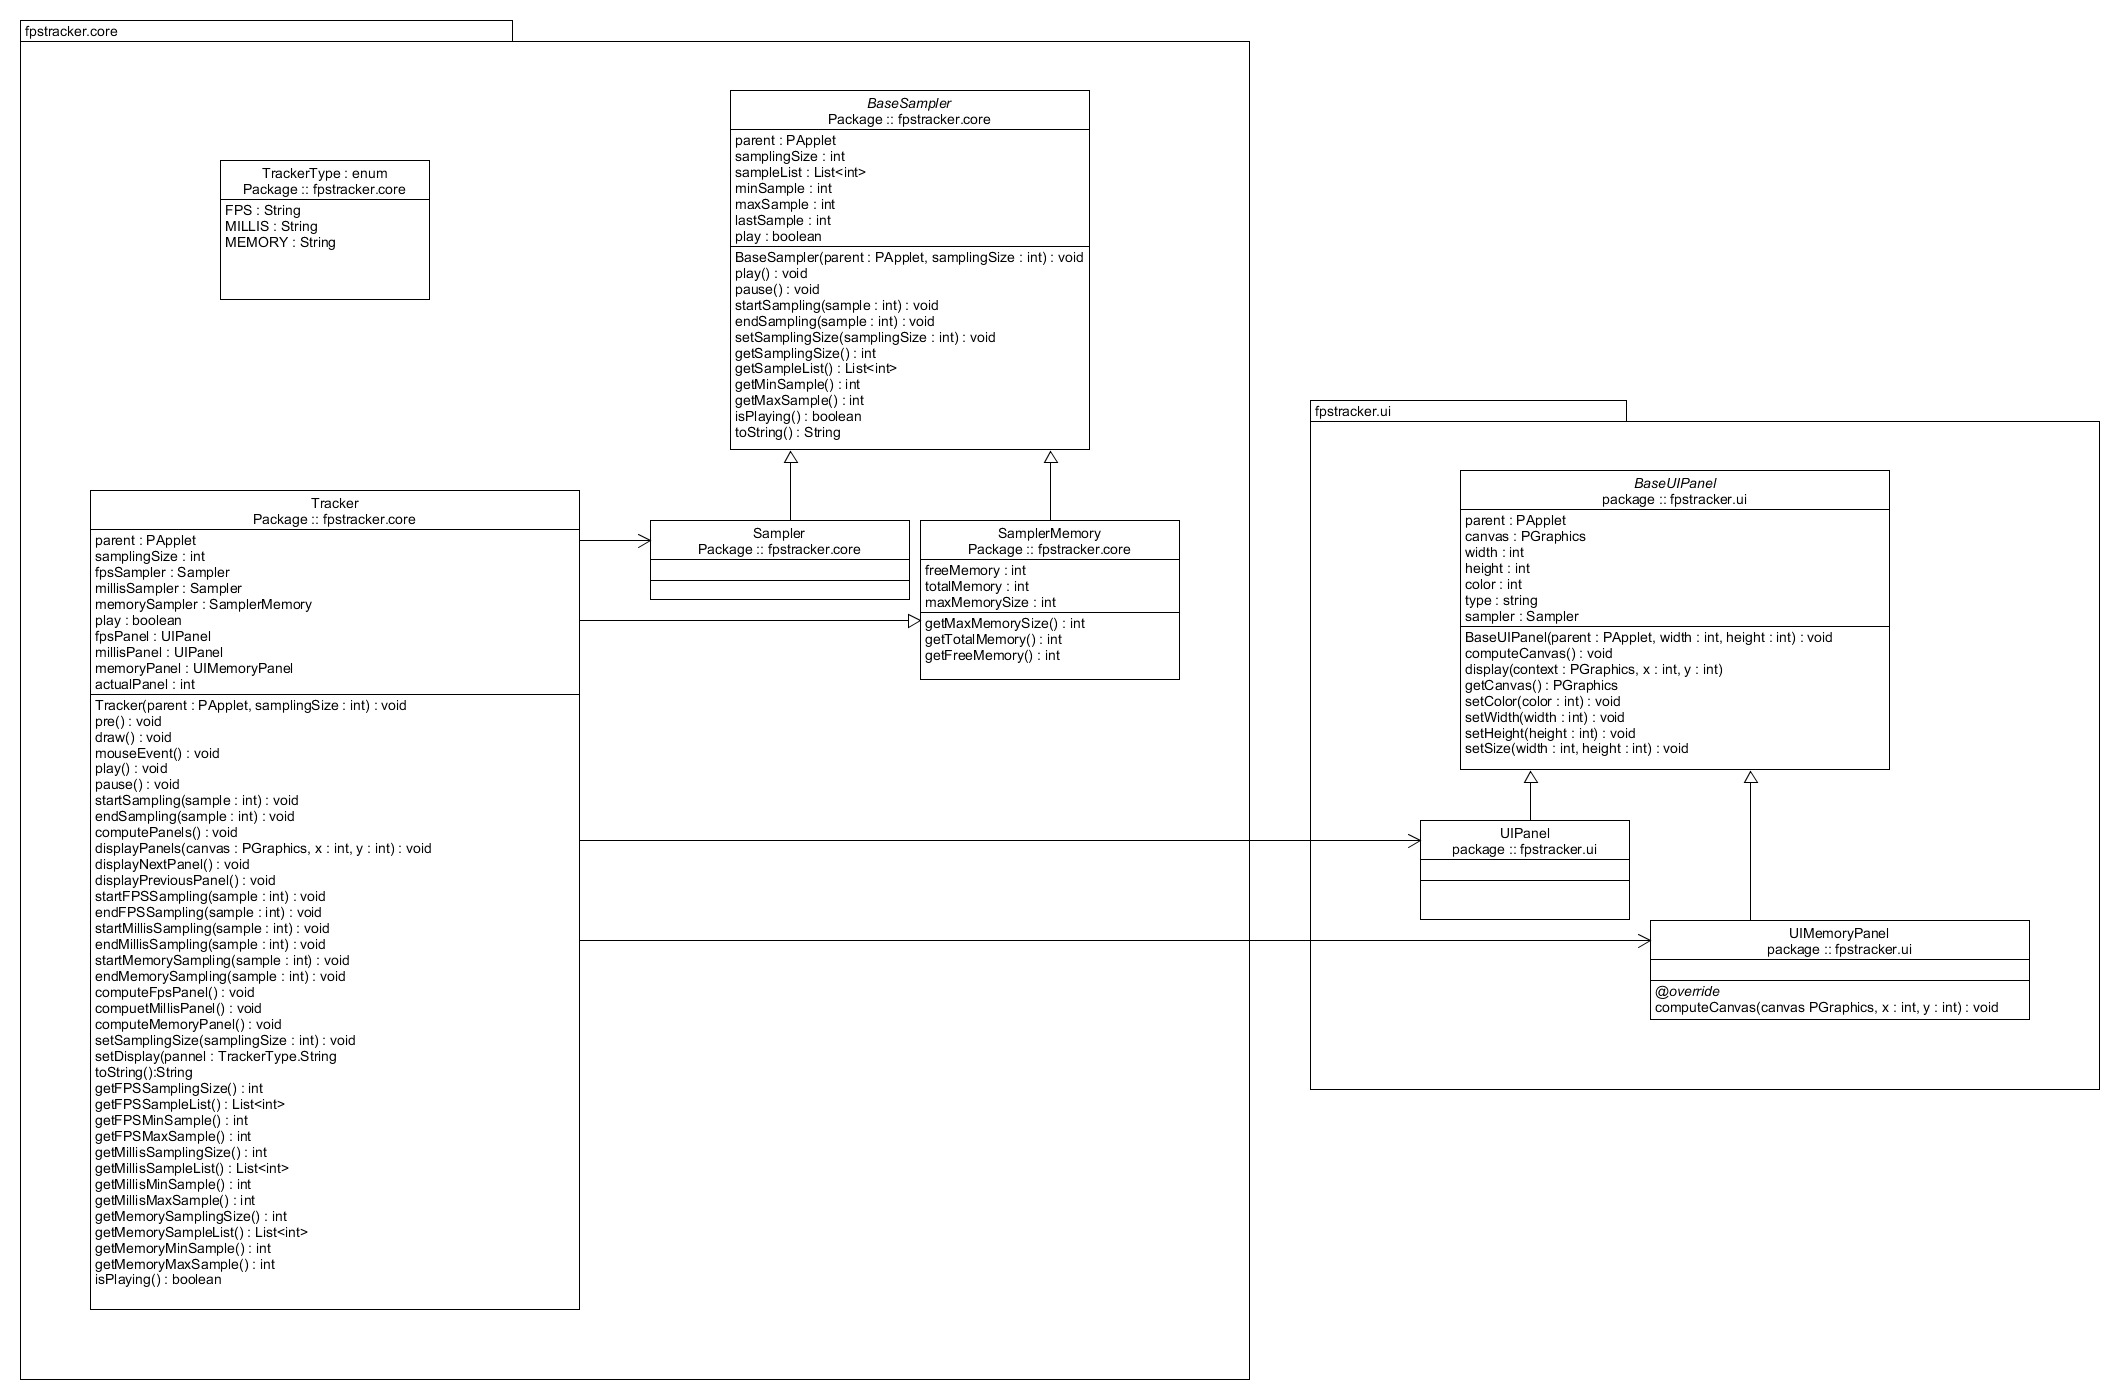 fpstracker.core
TrackerType : enum
Package :: fpstracker.core
FPS : String
MILLIS : String
MEMORY : String
BaseSampler
Package :: fpstracker.core
parent : PApplet
samplingSize : int
sampleList : List<int>
minSample : int
maxSample : int
lastSample : int
play : boolean
BaseSampler(parent : PApplet, samplingSize : int) : void
play() : void
pause() : void
startSampling(sample : int) : void
endSampling(sample : int) : void
setSamplingSize(samplingSize : int) : void
getSamplingSize() : int
getSampleList() : List<int>
getMinSample() : int
getMaxSample() : int
isPlaying() : boolean
toString() : String
Tracker
Package :: fpstracker.core
parent : PApplet
samplingSize : int
fpsSampler : Sampler
millisSampler : Sampler
memorySampler : SamplerMemory
play : boolean
fpsPanel : UIPanel
millisPanel : UIPanel
memoryPanel : UIMemoryPanel
actualPanel : int
Tracker(parent : PApplet, samplingSize : int) : void
pre() : void
draw() : void
mouseEvent() : void
play() : void
pause() : void
startSampling(sample : int) : void
endSampling(sample : int) : void
computePanels() : void
displayPanels(canvas : PGraphics, x : int, y : int) : void
displayNextPanel() : void
displayPreviousPanel() : void
startFPSSampling(sample : int) : void
endFPSSampling(sample : int) : void
startMillisSampling(sample : int) : void
endMillisSampling(sample : int) : void
startMemorySampling(sample : int) : void
endMemorySampling(sample : int) : void
computeFpsPanel() : void
compuetMillisPanel() : void
computeMemoryPanel() : void
setSamplingSize(samplingSize : int) : void
setDisplay(pannel : TrackerType.String
toString():String
getFPSSamplingSize() : int
getFPSSampleList() : List<int>
getFPSMinSample() : int
getFPSMaxSample() : int
getMillisSamplingSize() : int
getMillisSampleList() : List<int>
getMillisMinSample() : int
getMillisMaxSample() : int
getMemorySamplingSize() : int
getMemorySampleList() : List<int>
getMemoryMinSample() : int
getMemoryMaxSample() : int
isPlaying() : boolean
Sampler
Package :: fpstracker.core
SamplerMemory
Package :: fpstracker.core
freeMemory : int
totalMemory : int
maxMemorySize : int
getMaxMemorySize() : int
getTotalMemory() : int
getFreeMemory() : int
fpstracker.ui
BaseUIPanel
package :: fpstracker.ui
parent : PApplet
canvas : PGraphics
width : int
height : int
color : int
type : string
sampler : Sampler
BaseUIPanel(parent : PApplet, width : int, height : int) : void
computeCanvas() : void
display(context : PGraphics, x : int, y : int)
getCanvas() : PGraphics
setColor(color : int) : void
setWidth(width : int) : void
setHeight(height : int) : void
setSize(width : int, height : int) : void
UIPanel
package :: fpstracker.ui
UIMemoryPanel
package :: fpstracker.ui
@override
computeCanvas(canvas PGraphics, x : int, y : int) : void